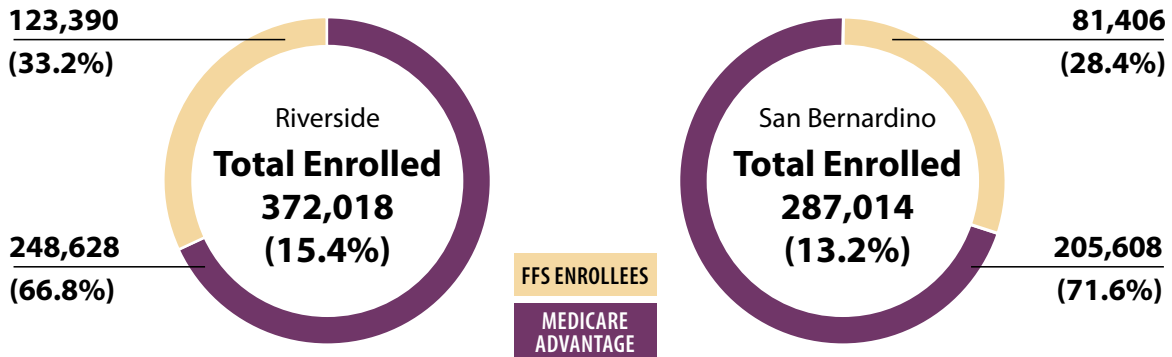 123,390
(33.2%)
248,628
(66.8%)
Riverside
Total Enrolled
372,018
(15.4%)
FFS ENROLLEES
MEDICARE
ADVANTAGE
San Bernardino
Total Enrolled
287,014
(13.2%)
81,406
(28.4%)
205,608
(71.6%)